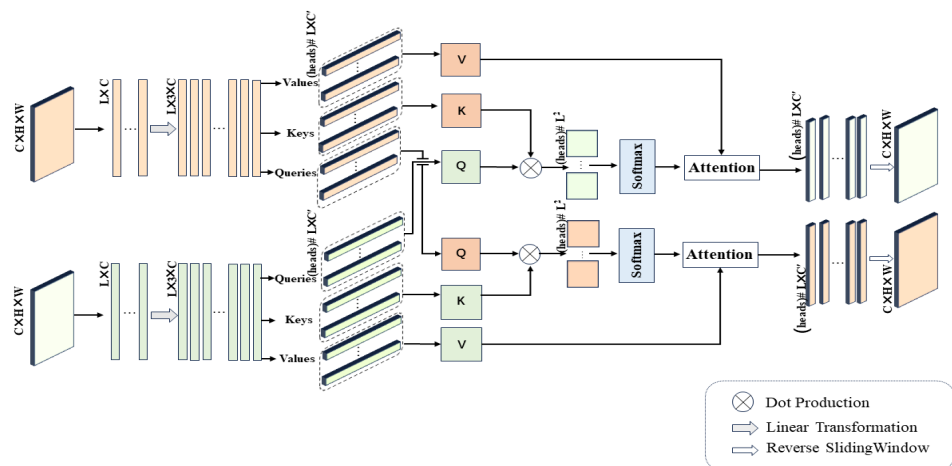 C×H×W
L×C
L×3×C
Values
Keys
Queries
(heads)# L×C'
V
K
Q
(heads)# L²
Softmax
Attention
(heads)# L×C'
C×H×W
C×H×W
L×C
L×3×C
Queries
Keys
Values
(heads)# L×C'
Q
K
V
(heads)# L²
Softmax
Attention
(heads)# L×C'
C×H×W
Dot Production
Linear Transformation
Reverse SlidingWindow